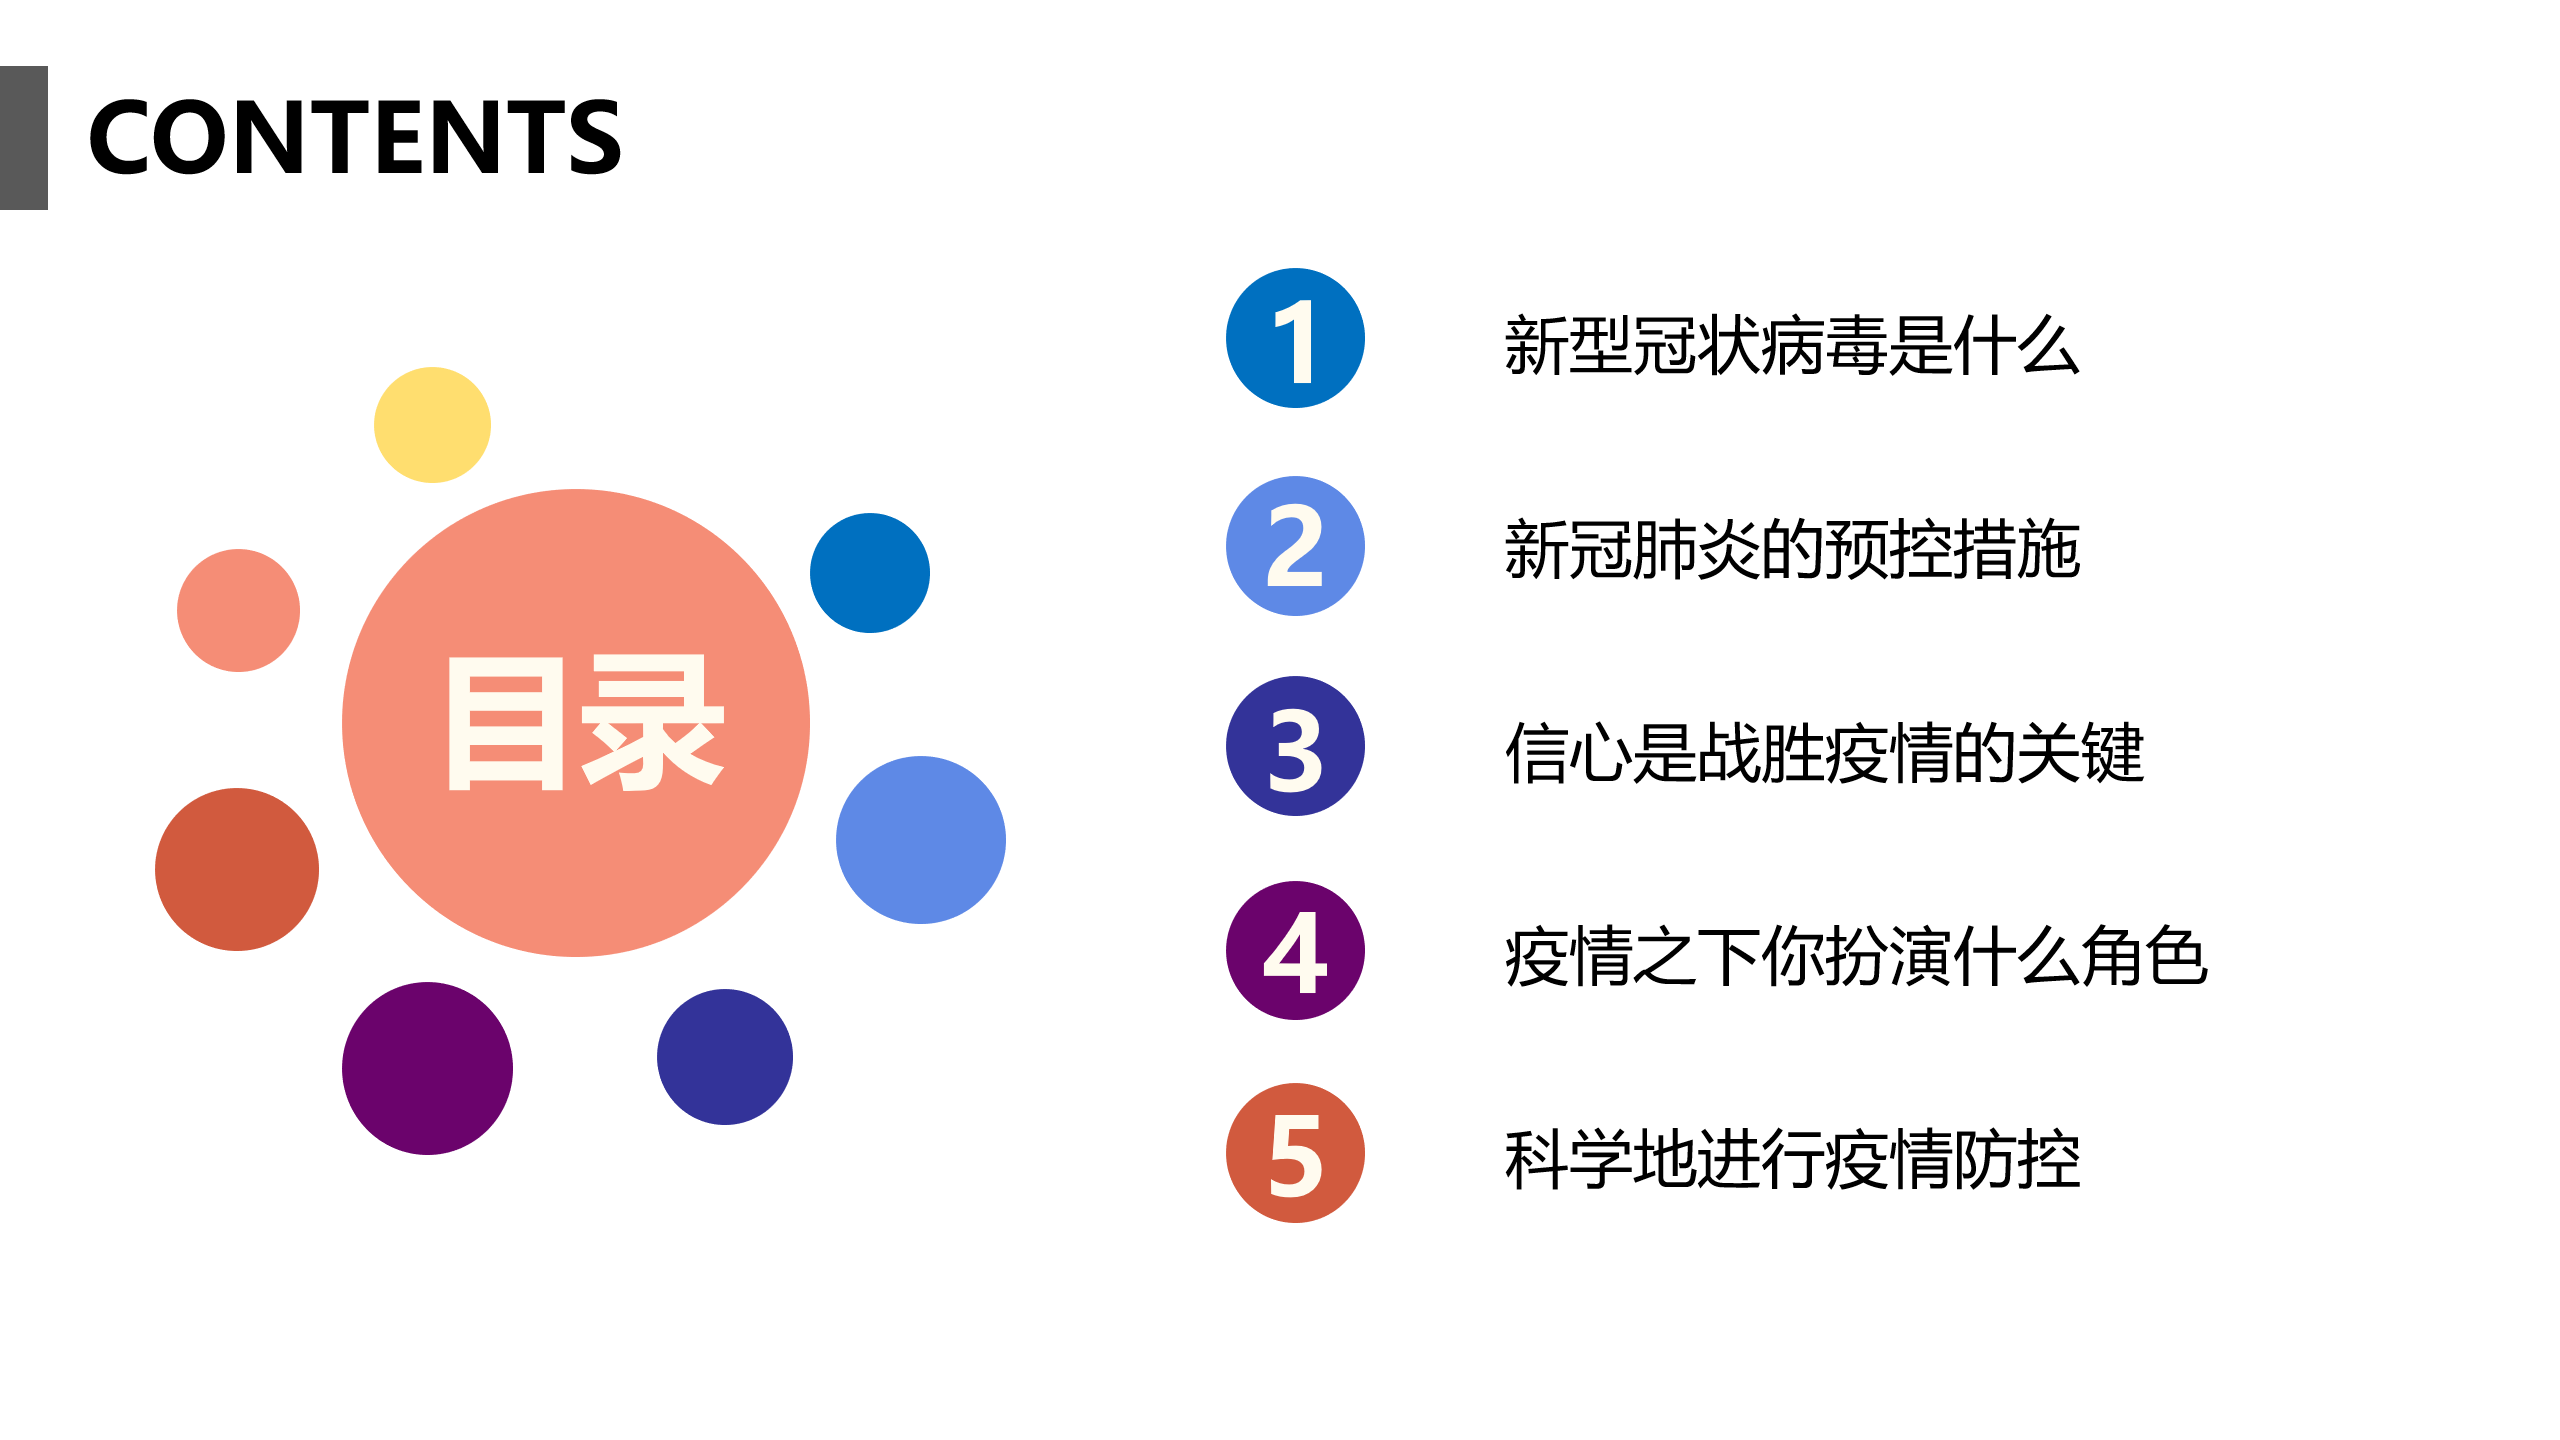 CONTENTS
目录
1 新型冠状病毒是什么
2 新冠肺炎的预控措施
3 信心是战胜疫情的关键
4 疫情之下你扮演什么角色
5 科学地进行疫情防控